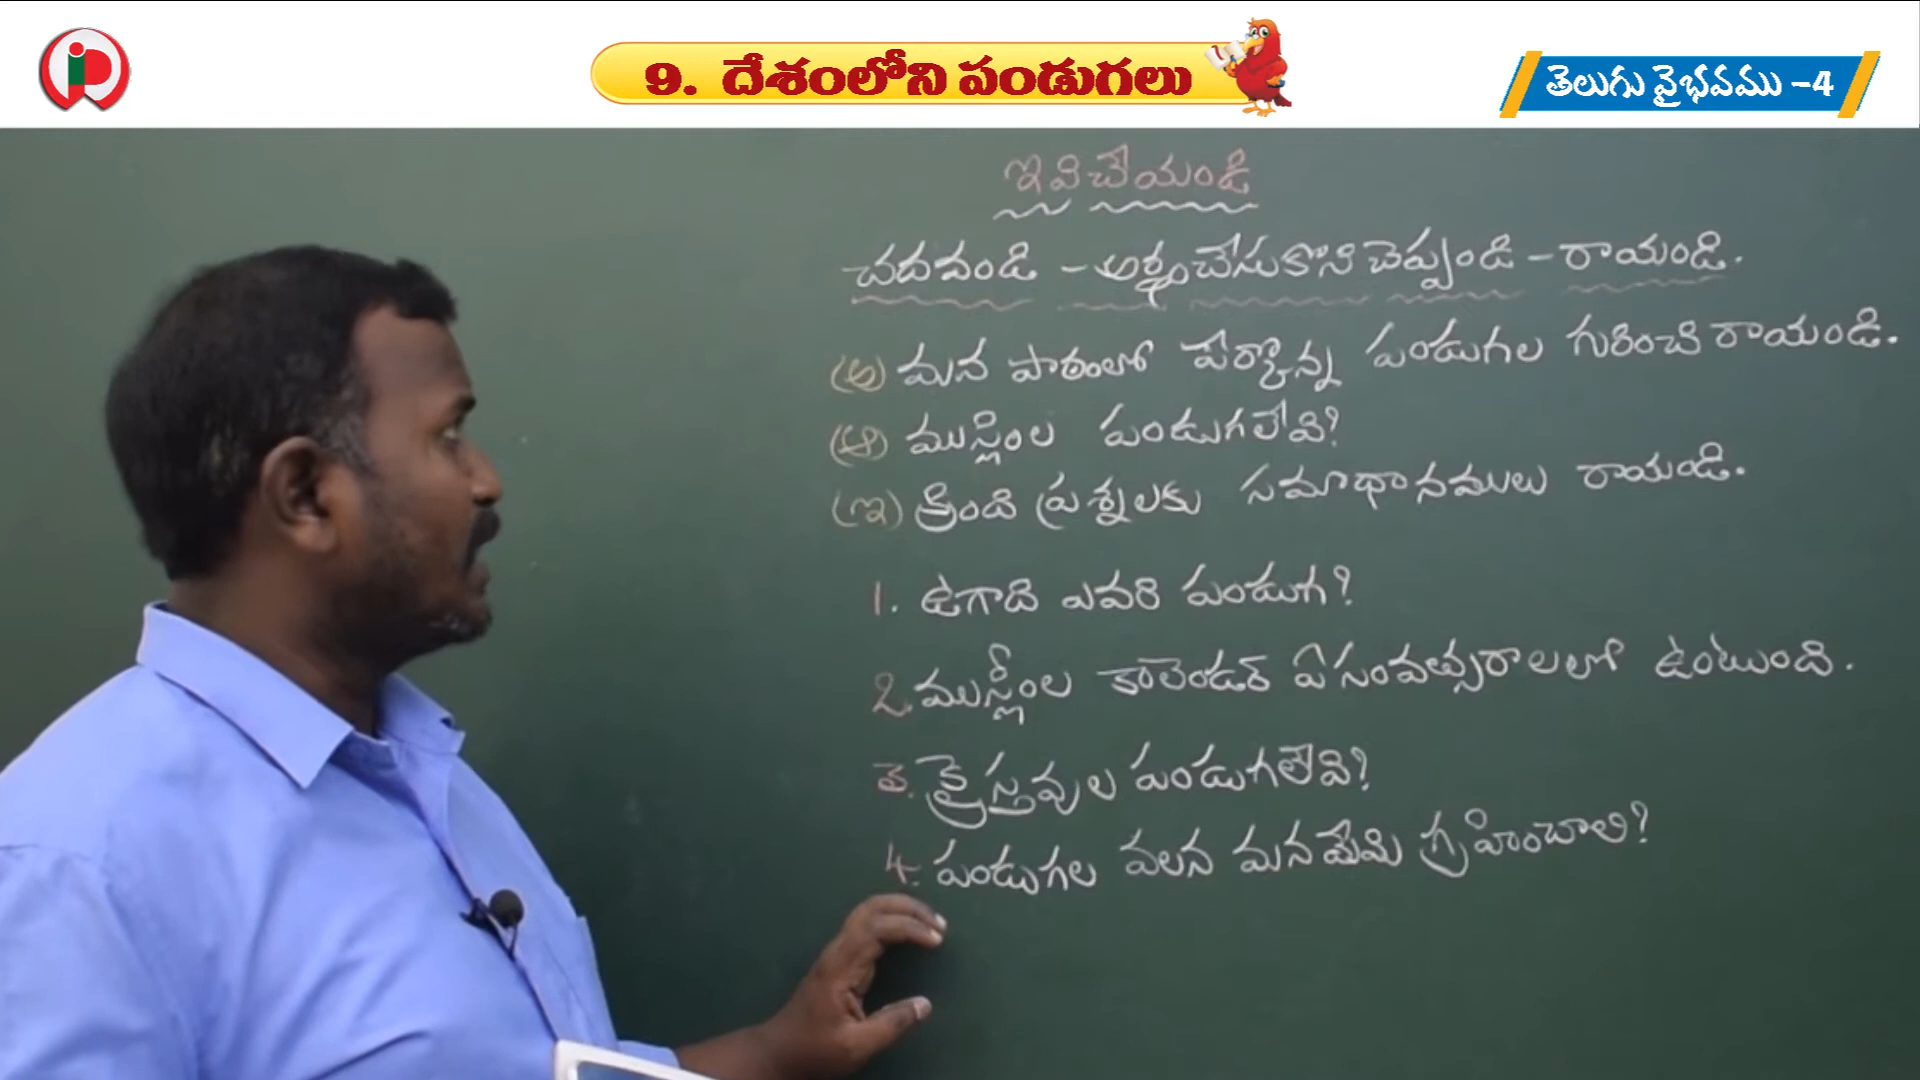 9. దేశంలోని పండుగలు
తెలుగు వైభవము -4
ఇవి చేయండి
చదవండి - అర్థంచేసుకొని చెప్పండి - రాయండి.
(అ) మన పాఠంలో పేర్కొన్న పండుగల గురించి రాయండి.
(ఆ) ముస్లింల పండుగలేవి?
(ఇ) క్రింది ప్రశ్నలకు సమాధానములు రాయండి.
1. ఉగాది ఎవరి పండుగ?
2. ముస్లీంల కాలెండర్ ఏ సంవత్సరాలలో ఉంటుంది.
3. క్రైస్తవుల పండుగలేవి?
4. పండుగల వలన మనమేమి గ్రహించాలి?